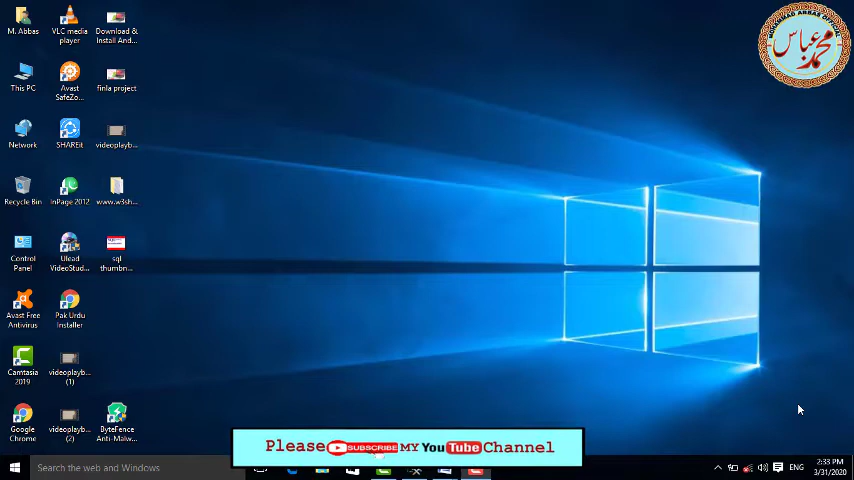 M. Abbas
VLC media
player
Download &
Install And...
This PC
Avast
SafeZo...
finla project
Network
SHAREit
videoplayb...
Recycle Bin
InPage 2012
www.w3sh...
Control
Panel
Ulead
VideoStud...
sql
thumbn...
Avast Free
Antivirus
Pak Urdu
Installer
Camtasia
2019
videoplayb...
(1)
Google
Chrome
videoplayb...
(2)
ByteFence
Anti-Malw...
محمد عباس
Please SUBSCRIBE MY YouTube Channel
Search the web and Windows
ENG
2:33 PM
3/31/2020